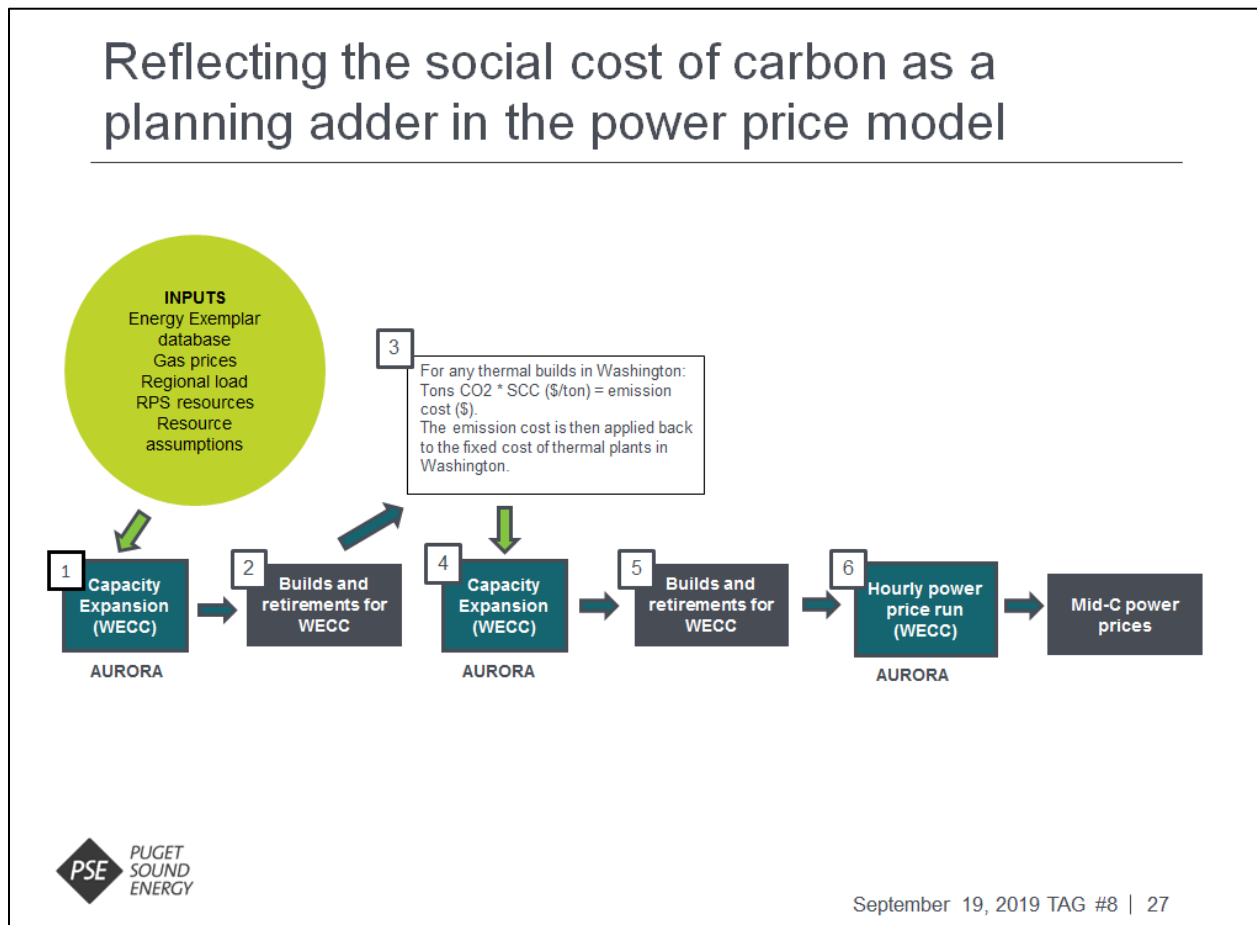 Reflecting the social cost of carbon as a
planning adder in the power price model
INPUTS
Energy Exemplar
database
Gas prices
Regional load
RPS resources
Resource
assumptions
3
For any thermal builds in Washington:
Tons CO2 * SCC ($/ton) = emission
cost ($).
The emission cost is then applied back
to the fixed cost of thermal plants in
Washington.
1
Capacity
Expansion
(WECC)
AURORA
2
Builds and
retirements for
WECC
4
Capacity
Expansion
(WECC)
AURORA
5
Builds and
retirements for
WECC
6
Hourly power
price run
(WECC)
AURORA
Mid-C power
prices
PSE
PUGET
SOUND
ENERGY
September 19, 2019 TAG #8 | 27